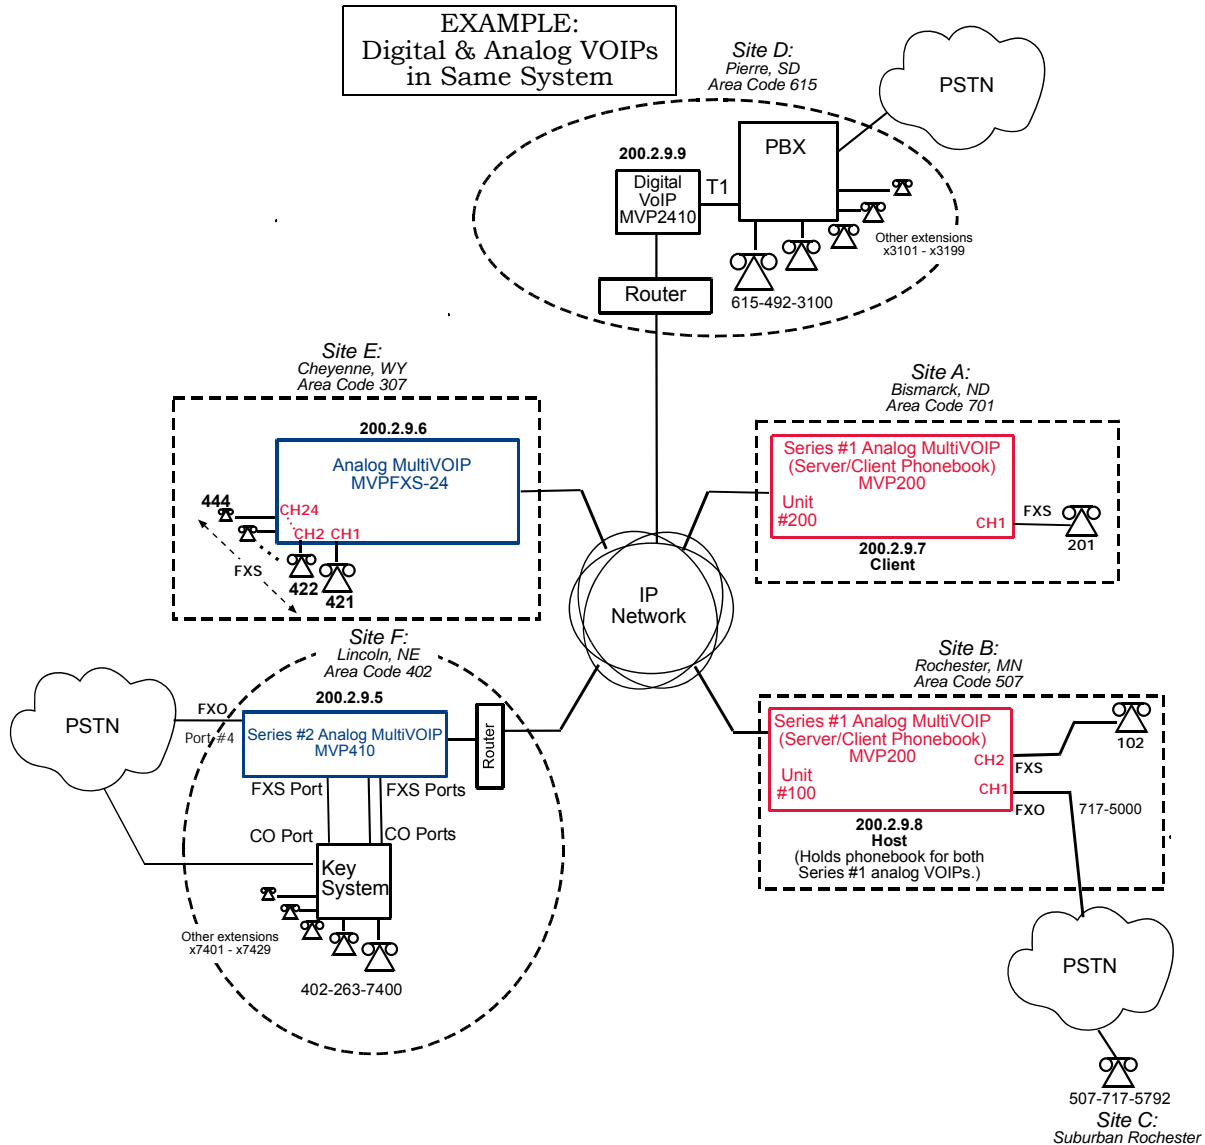 EXAMPLE:
Digital & Analog VOIPs
in Same System
Site D:
Pierre, SD
Area Code 615
PSTN
200.2.9.9
Digital
VoIP
MVP2410
T1
PBX
Other extensions
x3101 - x3199
Router
615-492-3100
Site E:
Cheyenne, WY
Area Code 307
200.2.9.6
Analog MultiVOIP
MVPFXS-24
444
CH24
CH2
CH1
FXS
422
421
Site A:
Bismarck, ND
Area Code 701
Series #1 Analog MultiVOIP
(Server/Client Phonebook)
MVP200
Unit
#200
CH1
FXS
201
200.2.9.7
Client
IP
Network
Site F:
Lincoln, NE
Area Code 402
200.2.9.5
PSTN
FXO
Port #4
Series #2 Analog MultiVOIP
MVP410
Router
FXS Port
FXS Ports
CO Port
CO Ports
Key
System
Other extensions
x7401 - x7429
402-263-7400
Site B:
Rochester, MN
Area Code 507
Series #1 Analog MultiVOIP
(Server/Client Phonebook)
MVP200
Unit
#100
CH2
FXS
102
CH1
FXO
717-5000
200.2.9.8
Host
(Holds phonebook for both
Series #1 analog VOIPs.)
PSTN
507-717-5792
Site C:
Suburban Rochester